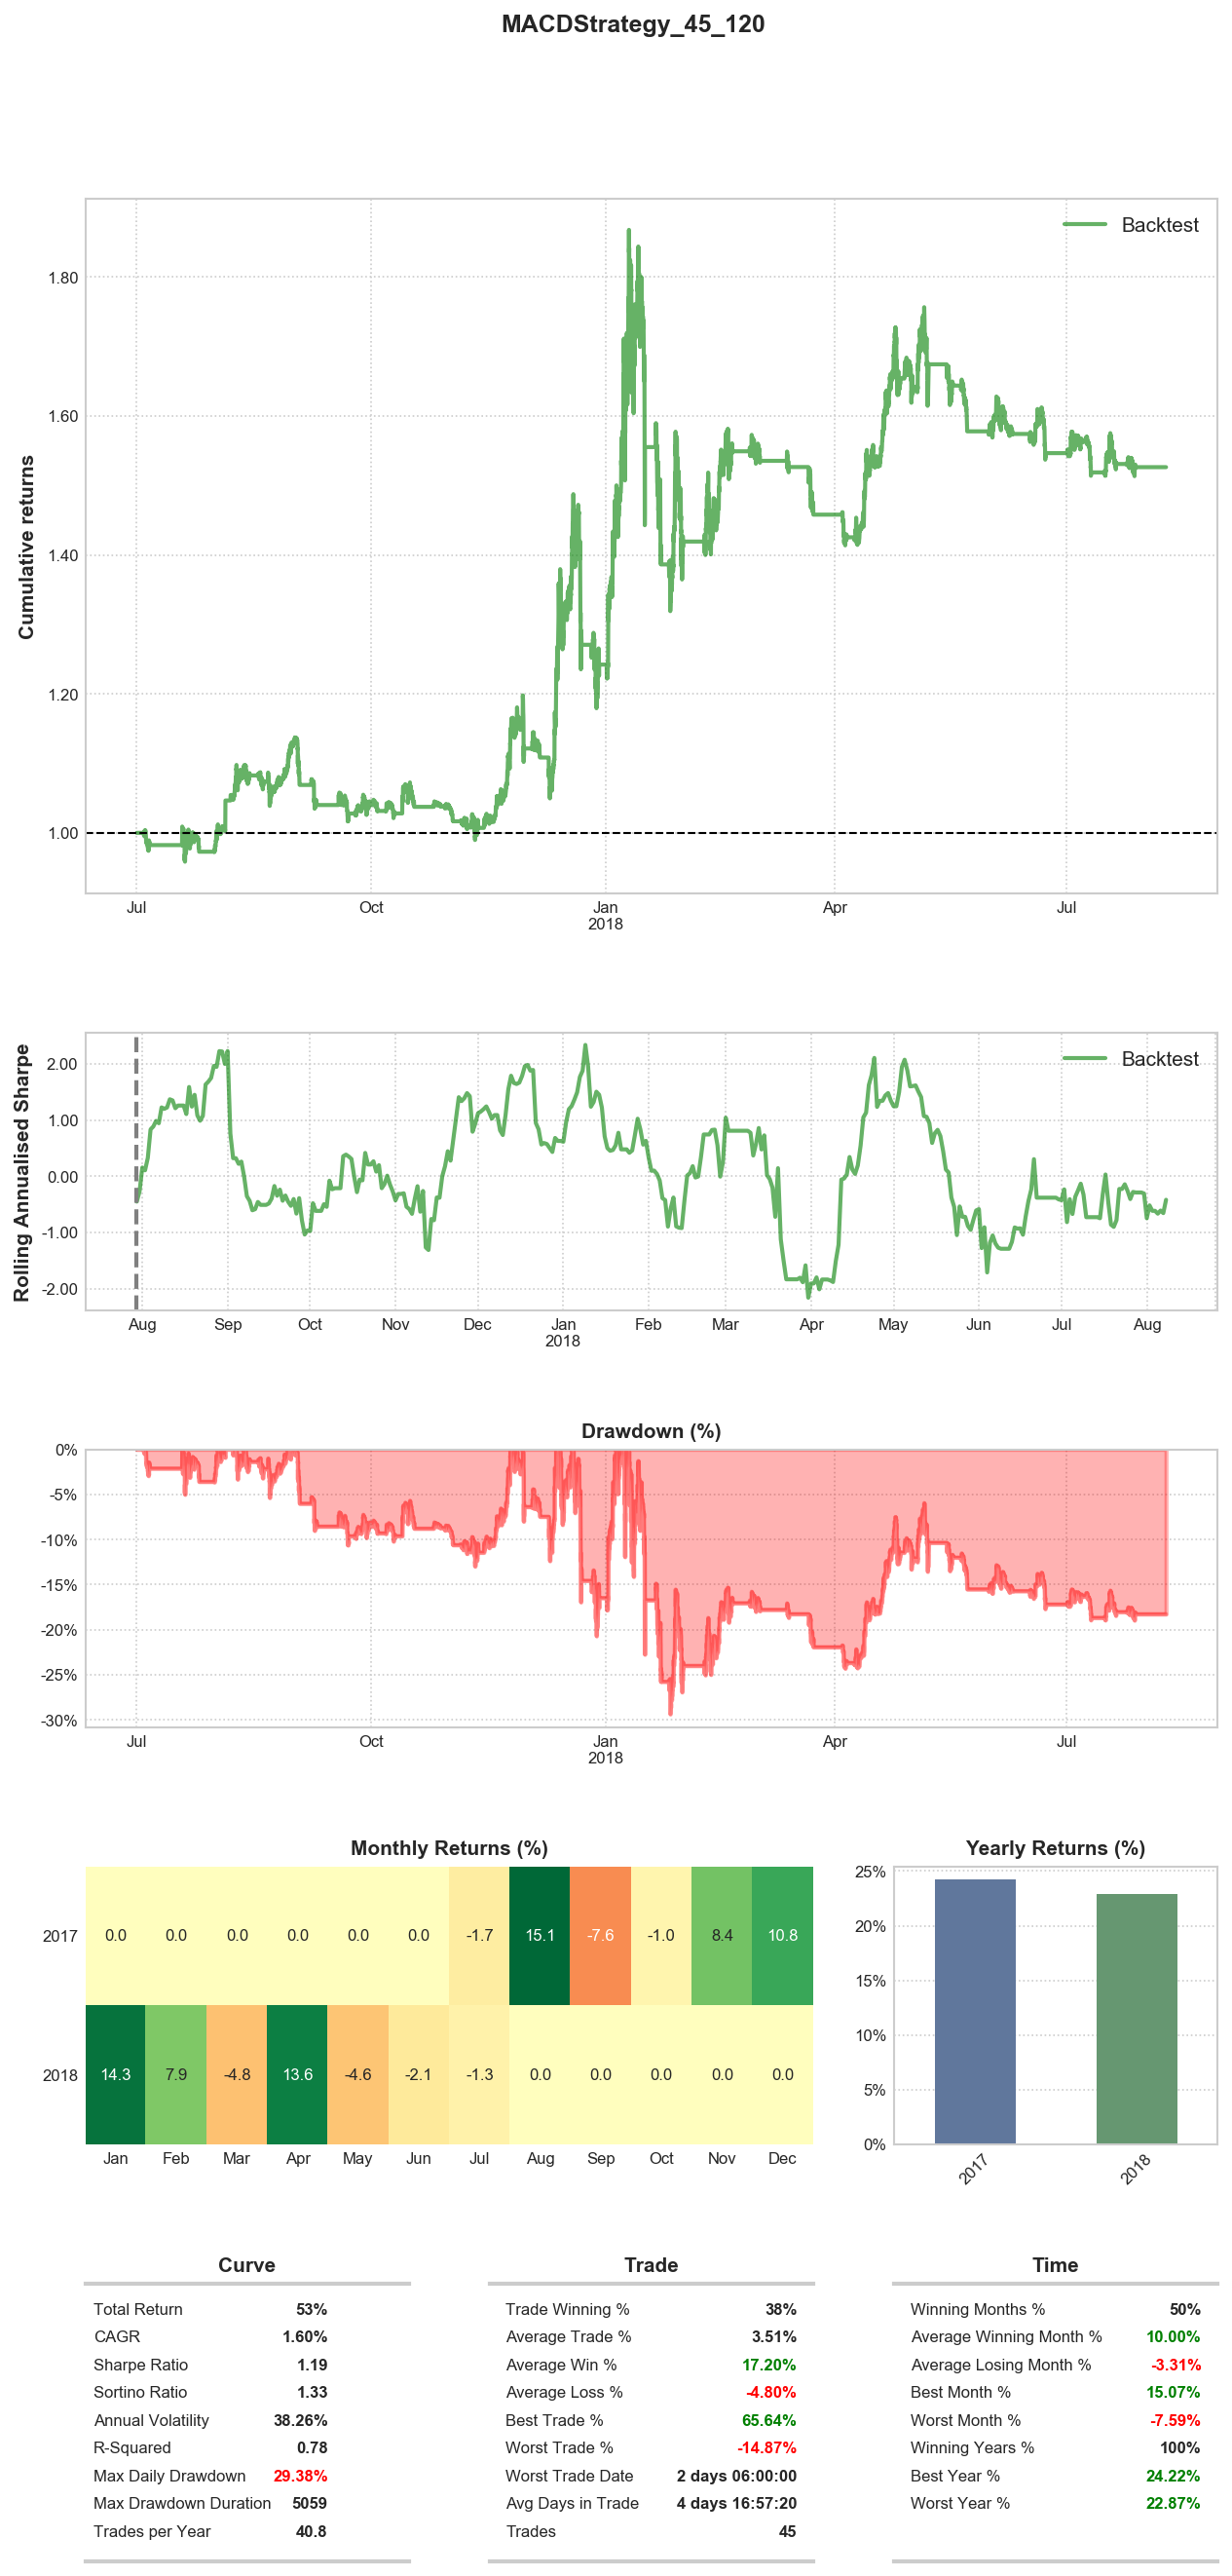 MACDStrategy_45_120
Cumulative returns
Backtest
1.80
1.60
1.40
1.20
1.00
Jul Oct Jan Apr Jul
2018
Rolling Annualised Sharpe
Backtest
2.00
1.00
0.00
-1.00
-2.00
Aug Sep Oct Nov Dec Jan Feb Mar Apr May Jun Jul Aug
2018
Drawdown (%)
0%
-5%
-10%
-15%
-20%
-25%
-30%
Jul Oct Jan Apr Jul
2018
Monthly Returns (%)
2017 0.0 0.0 0.0 0.0 0.0 0.0 -1.7 15.1 -7.6 -1.0 8.4 10.8
2018 14.3 7.9 -4.8 13.6 -4.6 -2.1 -1.3 0.0 0.0 0.0 0.0 0.0
Jan Feb Mar Apr May Jun Jul Aug Sep Oct Nov Dec
Yearly Returns (%)
25%
20%
15%
10%
5%
0%
2017 2018
Curve
Total Return 53%
CAGR 1.60%
Sharpe Ratio 1.19
Sortino Ratio 1.33
Annual Volatility 38.26%
R-Squared 0.78
Max Daily Drawdown 29.38%
Max Drawdown Duration 5059
Trades per Year 40.8
Trade
Trade Winning % 38%
Average Trade % 3.51%
Average Win % 17.20%
Average Loss % -4.80%
Best Trade % 65.64%
Worst Trade % -14.87%
Worst Trade Date 2 days 06:00:00
Avg Days in Trade 4 days 16:57:20
Trades 45
Time
Winning Months % 50%
Average Winning Month % 10.00%
Average Losing Month % -3.31%
Best Month % 15.07%
Worst Month % -7.59%
Winning Years % 100%
Best Year % 24.22%
Worst Year % 22.87%